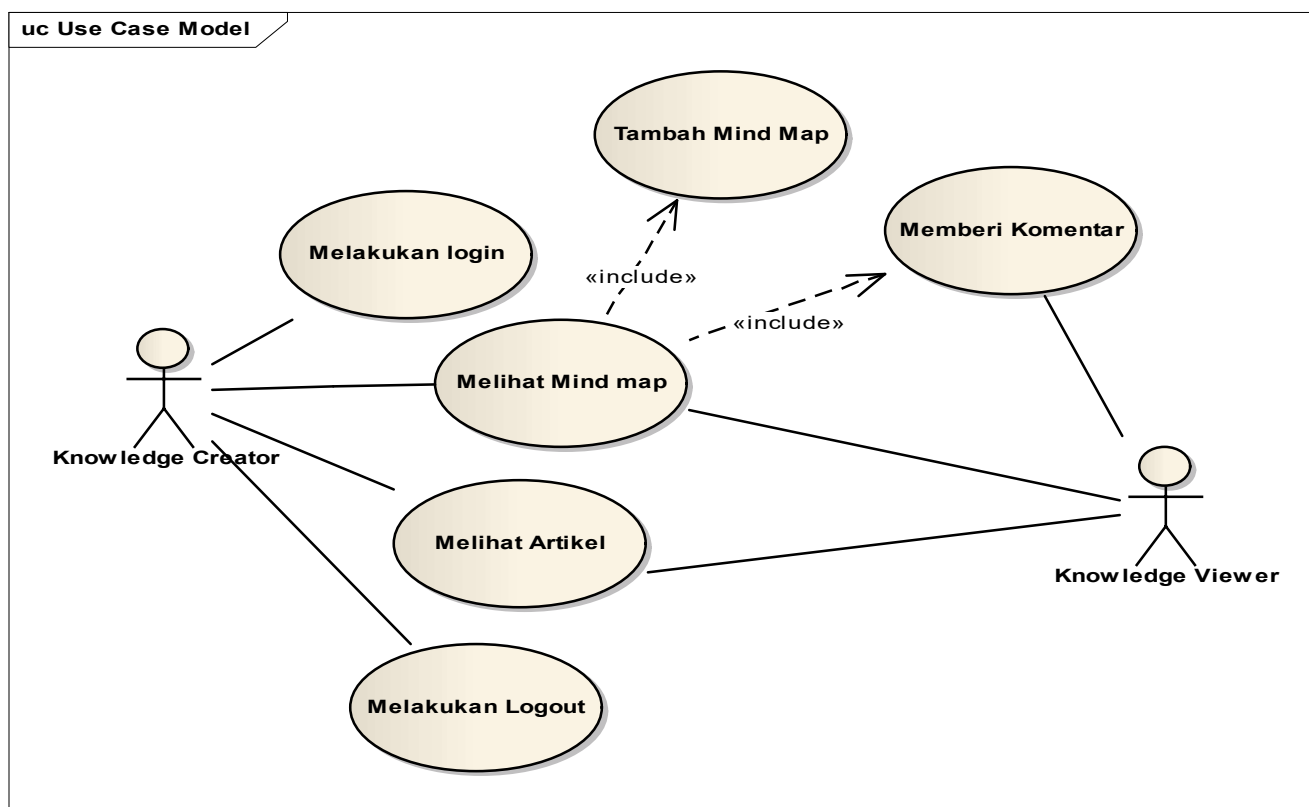 uc Use Case Model
Tambah Mind Map
Memberi Komentar
Melakukan login
«include»
«include»
Melihat Mind map
Knowledge Creator
Melihat Artikel
Knowledge Viewer
Melakukan Logout